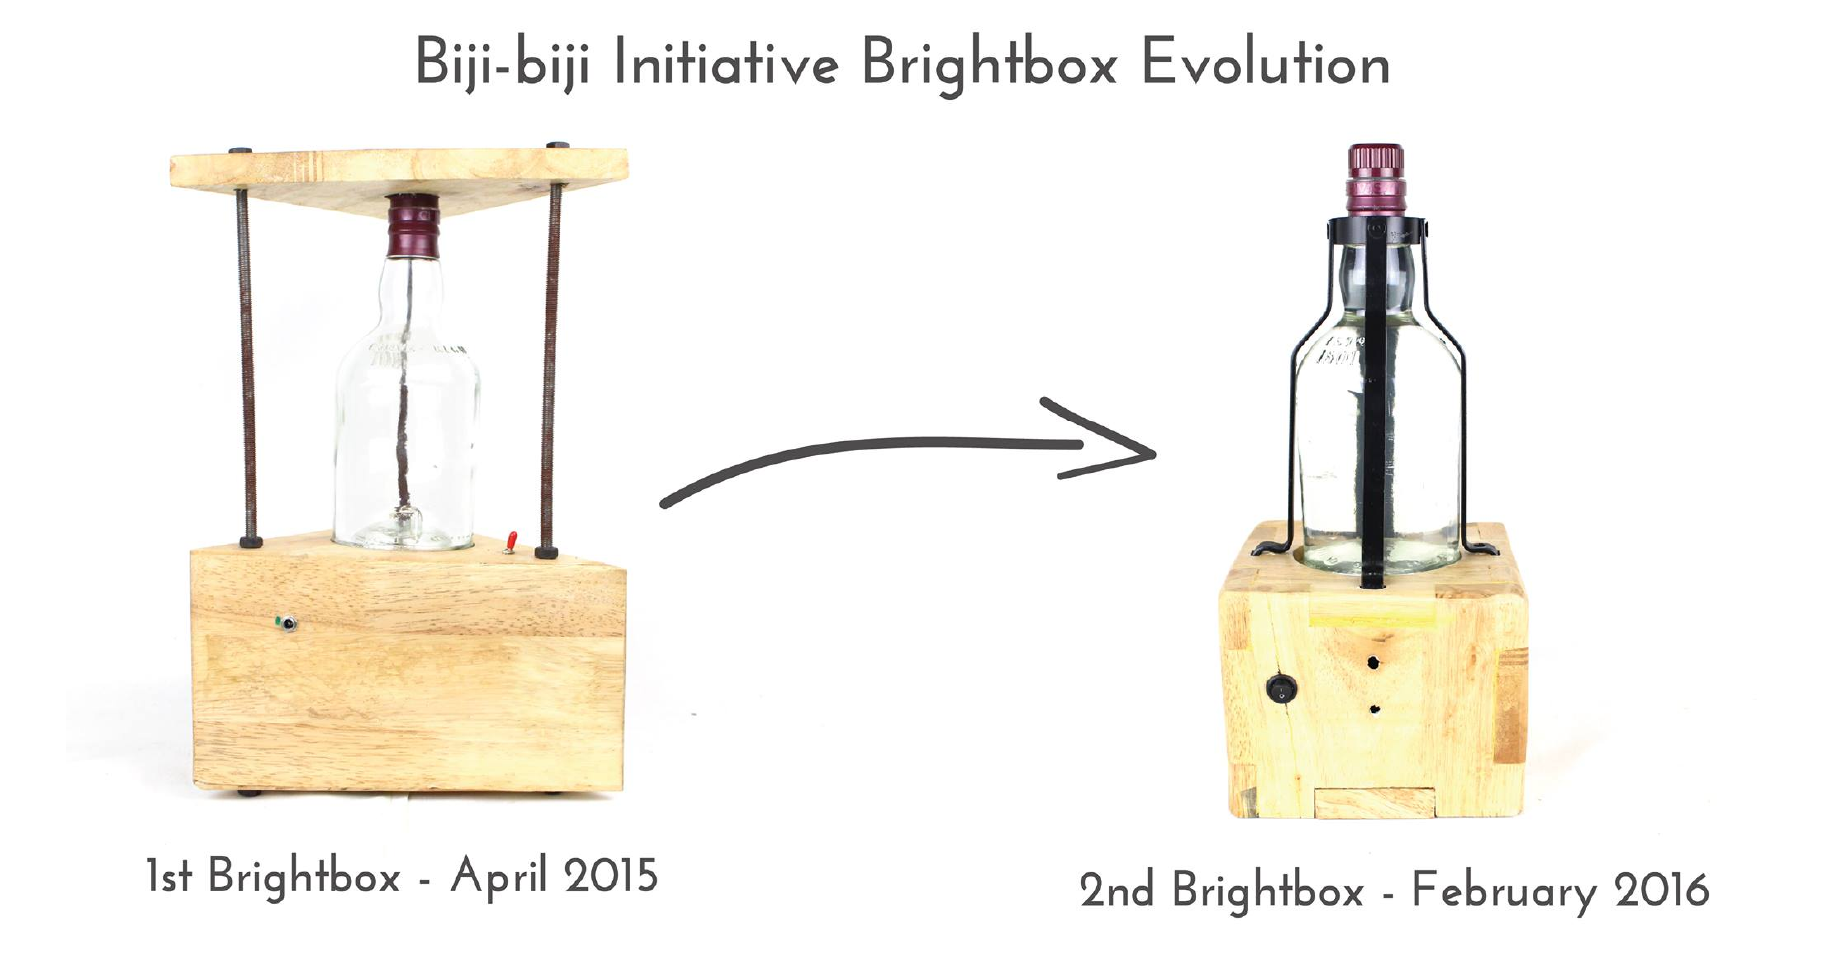 Biji-biji Initiative Brightbox Evolution
1st Brightbox - April 2015
2nd Brightbox - February 2016